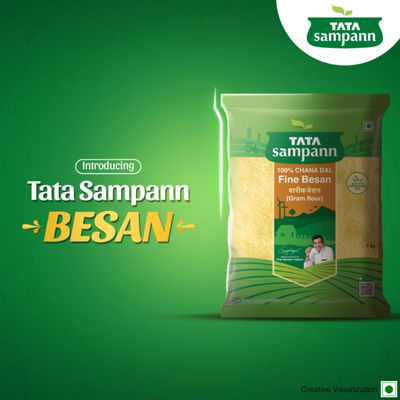 TATA
sampann
Introducing
Tata Sampann
BESAN
TATA
sampann
100% CHANA DAL
Fine Besan
बारीक बेसन
(Gram flour)
1 kg
Creative Visualization